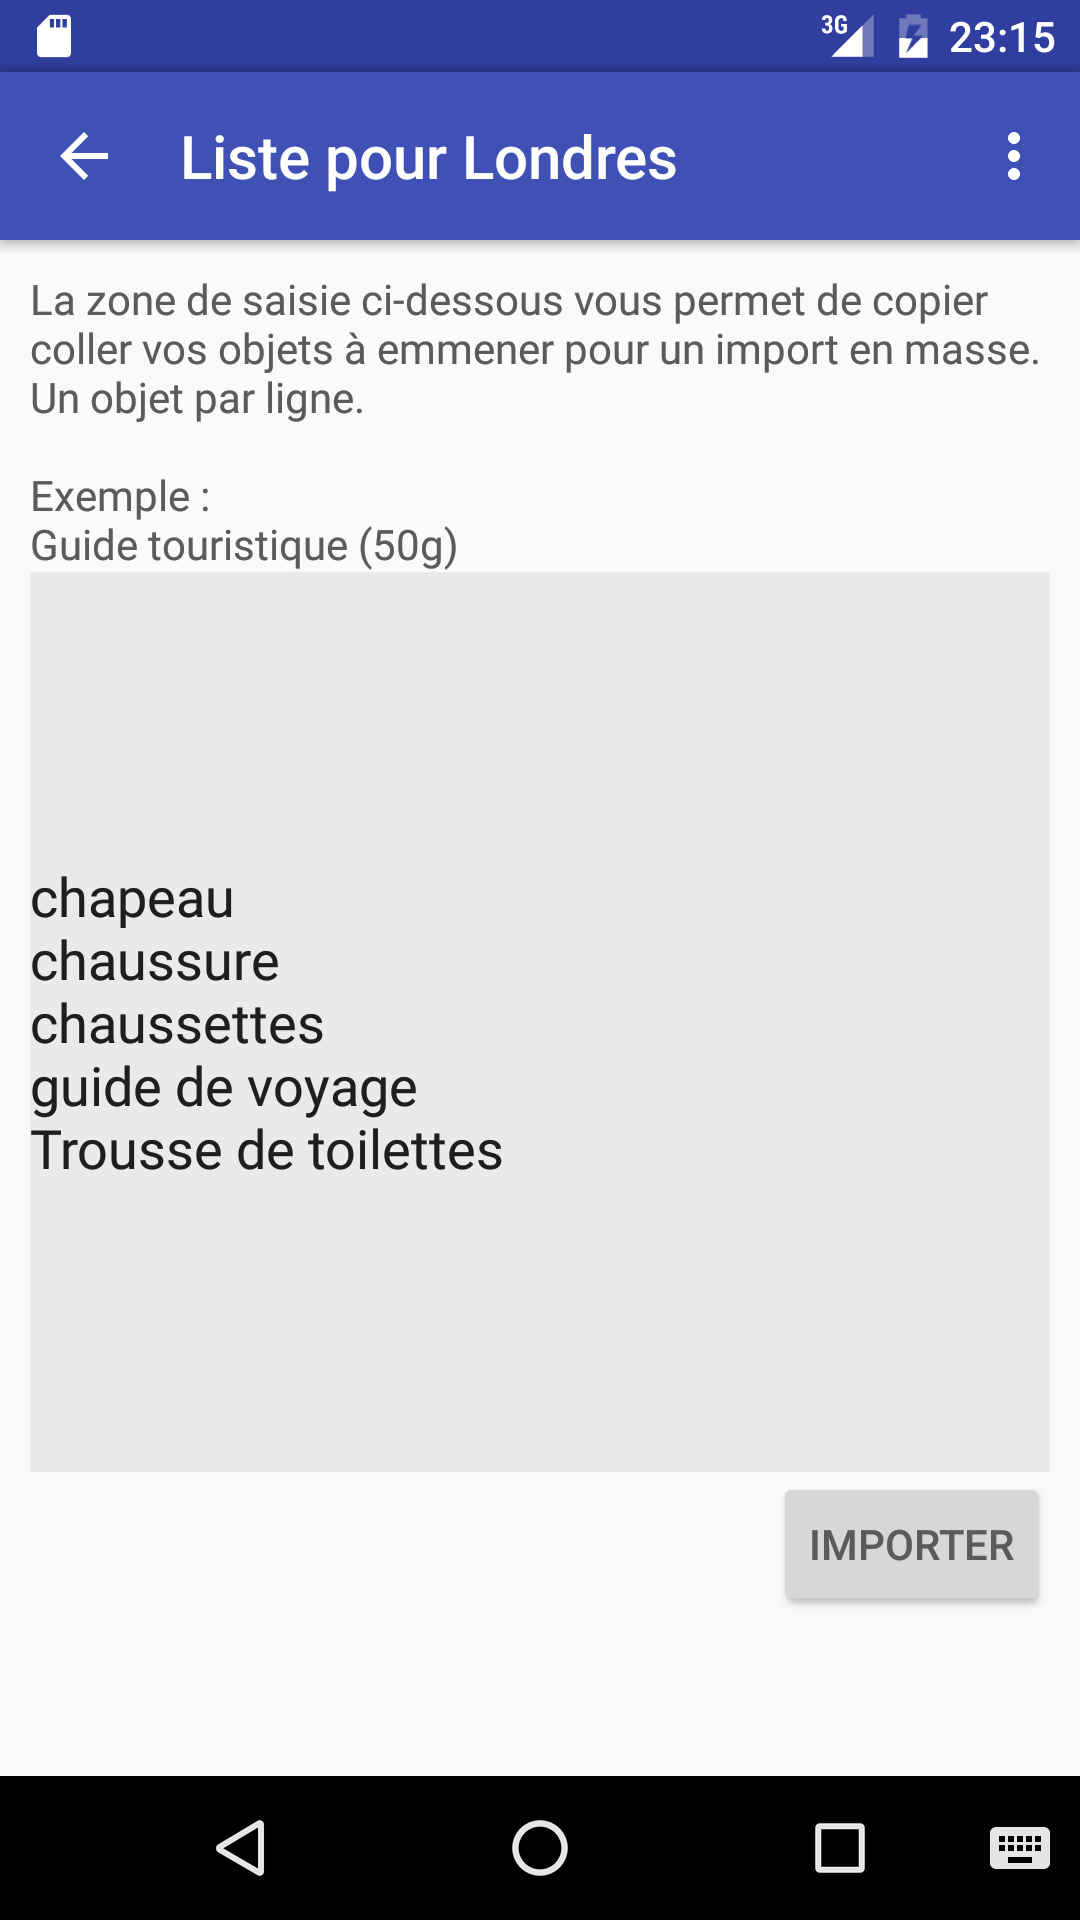 3G 23:15
Liste pour Londres
La zone de saisie ci-dessous vous permet de copier
coller vos objets à emmener pour un import en masse.
Un objet par ligne.
Exemple :
Guide touristique (50g)
chapeau
chaussure
chaussettes
guide de voyage
Trousse de toilettes
IMPORTER